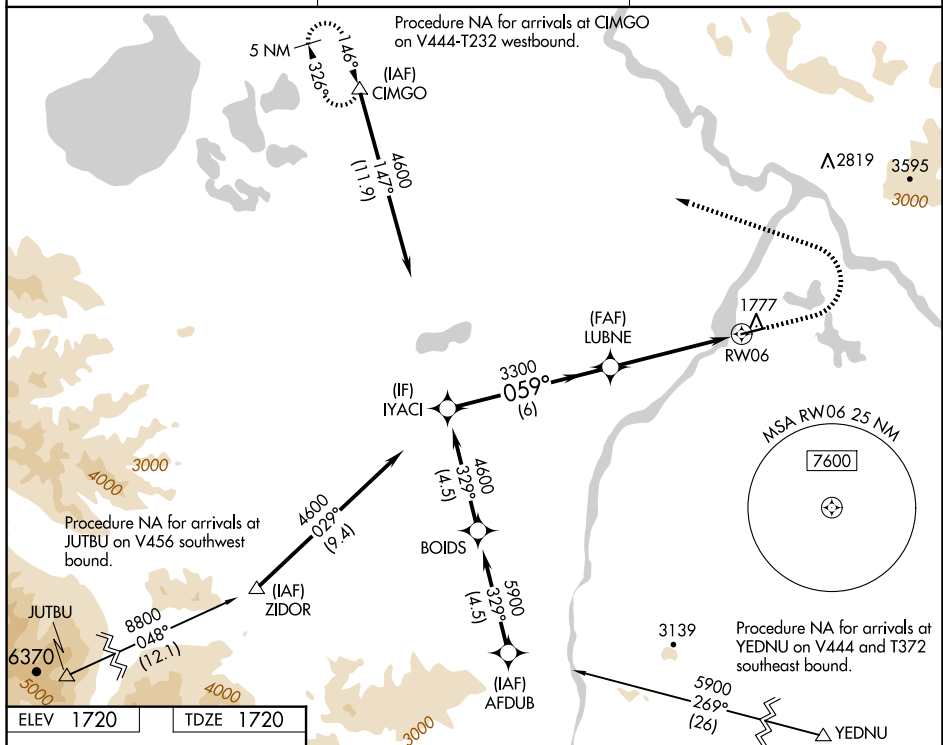 Procedure NA for arrivals at CIMGO
on V444-T232 westbound.
5 NM
146°
326°
(IAF)
CIMGO
4600
147°
(11.9)
2819
3595
3000
1777
(FAF)
LUBNE
RW06
3300
059°
(6)
(IF)
IYACI
MSA RW06 25 NM
7600
3000
4000
4600
029°
(9.4)
4600
329°
(4.5)
Procedure NA for arrivals at
JUTBU on V456 southwest
bound.
BOIDS
(IAF)
ZIDOR
5900
329°
(4.5)
JUTBU
8800
048°
(12.1)
6370
5000
4000
3000
(IAF)
AFDUB
3139
Procedure NA for arrivals at
YEDNU on V444 and T372
southeast bound.
5900
269°
(26)
YEDNU
ELEV 1720
TDZE 1720